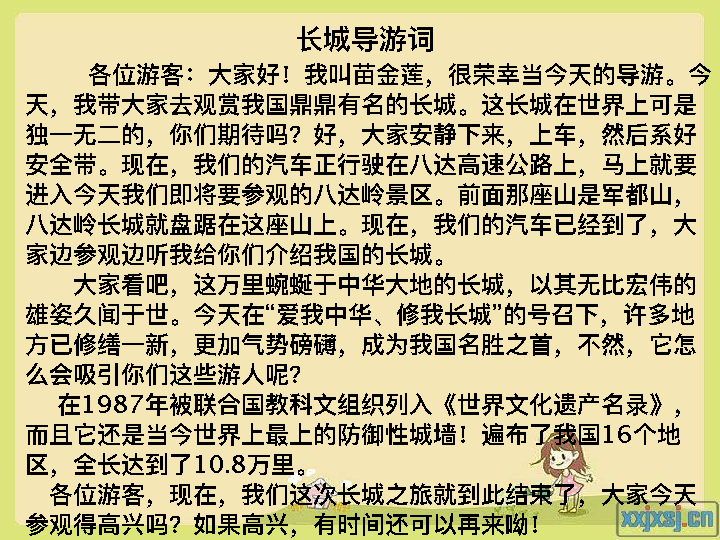 长城导游词
各位游客：大家好！我叫苗金莲，很荣幸当今天的导游。今
天，我带大家去观赏我国鼎鼎有名的长城。这长城在世界上可是
独一无二的，你们期待吗？好，大家安静下来，上车，然后系好
安全带。现在，我们的汽车正行驶在八达高速公路上，马上就要
进入今天我们即将要参观的八达岭景区。前面那座山是军都山，
八达岭长城就盘踞在这座山上。现在，我们的汽车已经到了，大
家边参观边听我给你们介绍我国的长城。
大家看吧，这万里蜿蜒于中华大地的长城，以其无比宏伟的
雄姿久闻于世。今天在“爱我中华、修我长城”的号召下，许多地
方已修缮一新，更加气势磅礴，成为我国名胜之首，不然，它怎
么会吸引你们这些游人呢？
在1987年被联合国教科文组织列入《世界文化遗产名录》，
而且它还是当今世界上最上的防御性城墙！遍布了我国16个地
区，全长达到了10.8万里。
各位游客，现在，我们这次长城之旅就到此结束了，大家今天
参观得高兴吗？如果高兴，有时间还可以再来呦！
xxjxsj.cn